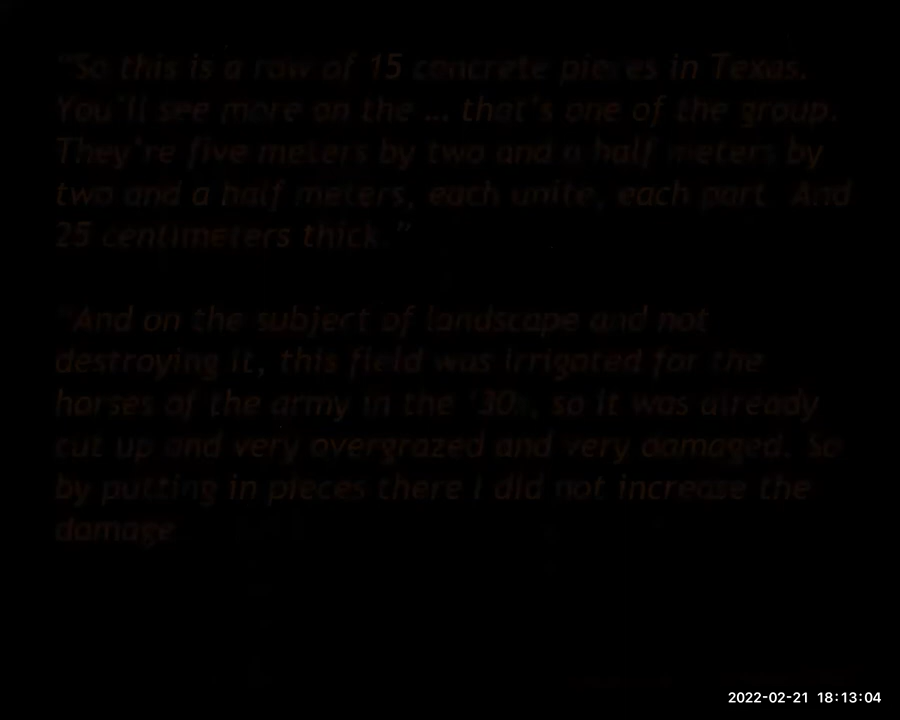 "So this is a row of 15 concrete pieces in Texas.
You'll see more on the ... that's one of the group.
They're five meters by two and a half meters by
two and a half meters, each unite, each part. And
25 centimeters thick."
"And on the subject of landscape and not
destroying it, this field was irrigated for the
horses of the army in the '30s, so it was already
cut up and very overgrazed and very damaged. So
by putting in pieces there I did not increase the
damage.
2022-02-21 18:13:04